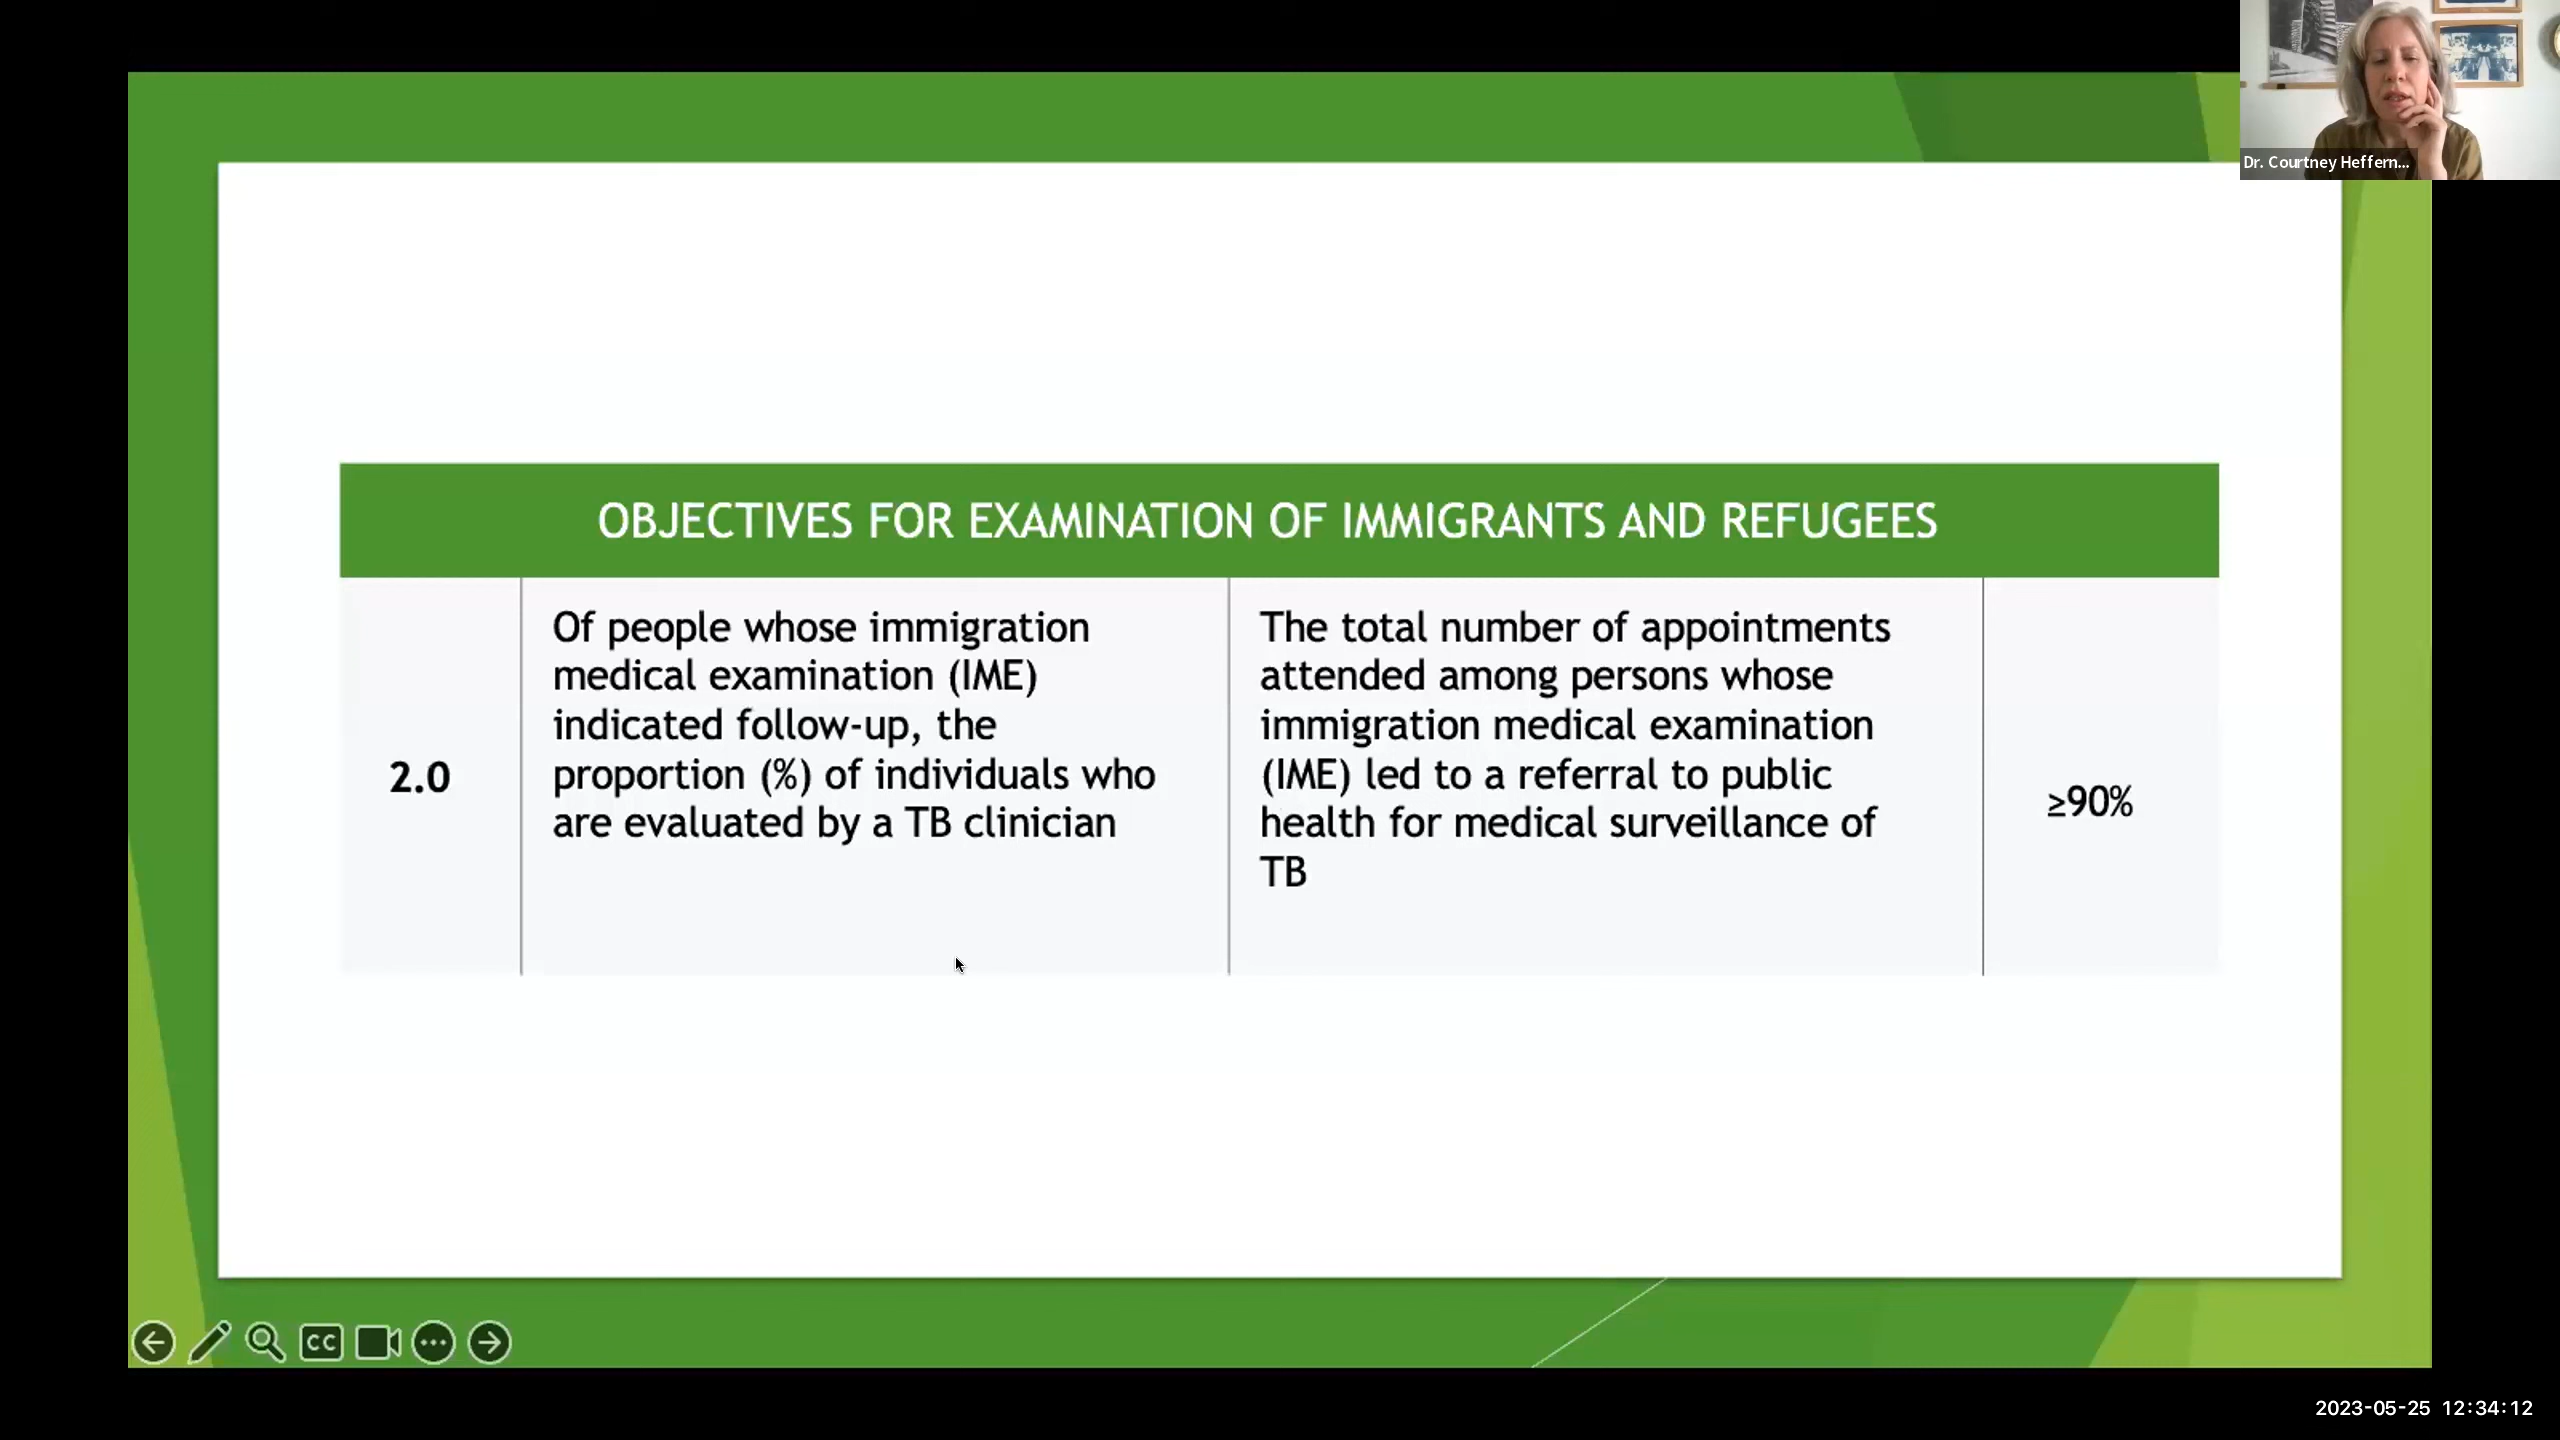 Dr. Courtney Heffern...
OBJECTIVES FOR EXAMINATION OF IMMIGRANTS AND REFUGEES
2.0
Of people whose immigration
medical examination (IME)
indicated follow-up, the
proportion (%) of individuals who
are evaluated by a TB clinician
The total number of appointments
attended among persons whose
immigration medical examination
(IME) led to a referral to public
health for medical surveillance of
TB
≥90%
CC
2023-05-25 12:34:12